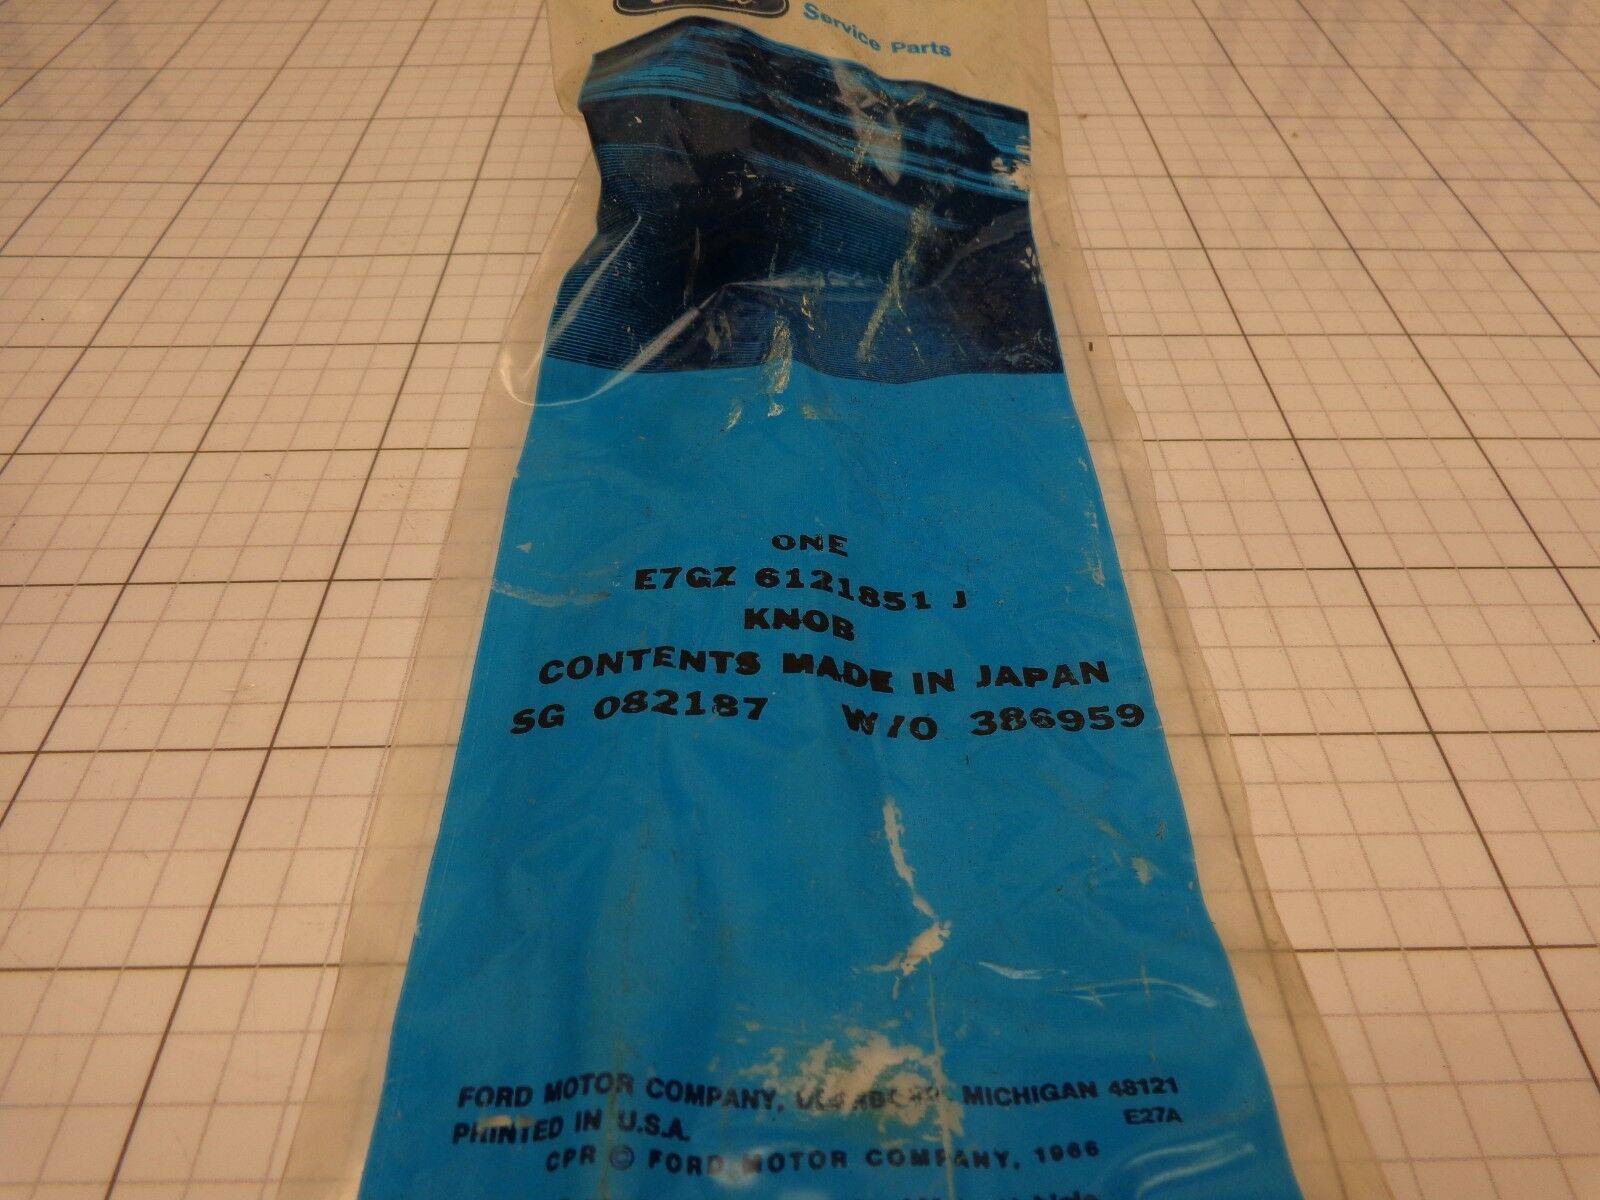 Service Parts
ONE
E7GZ 6121851 J
KNOB
CONTENTS MADE IN JAPAN
SG 082187 W/O 386959
FORD MOTOR COMPANY, MICHIGAN 48121
PRINTED IN U.S.A. E27A
CPR © FORD MOTOR COMPANY, 1966